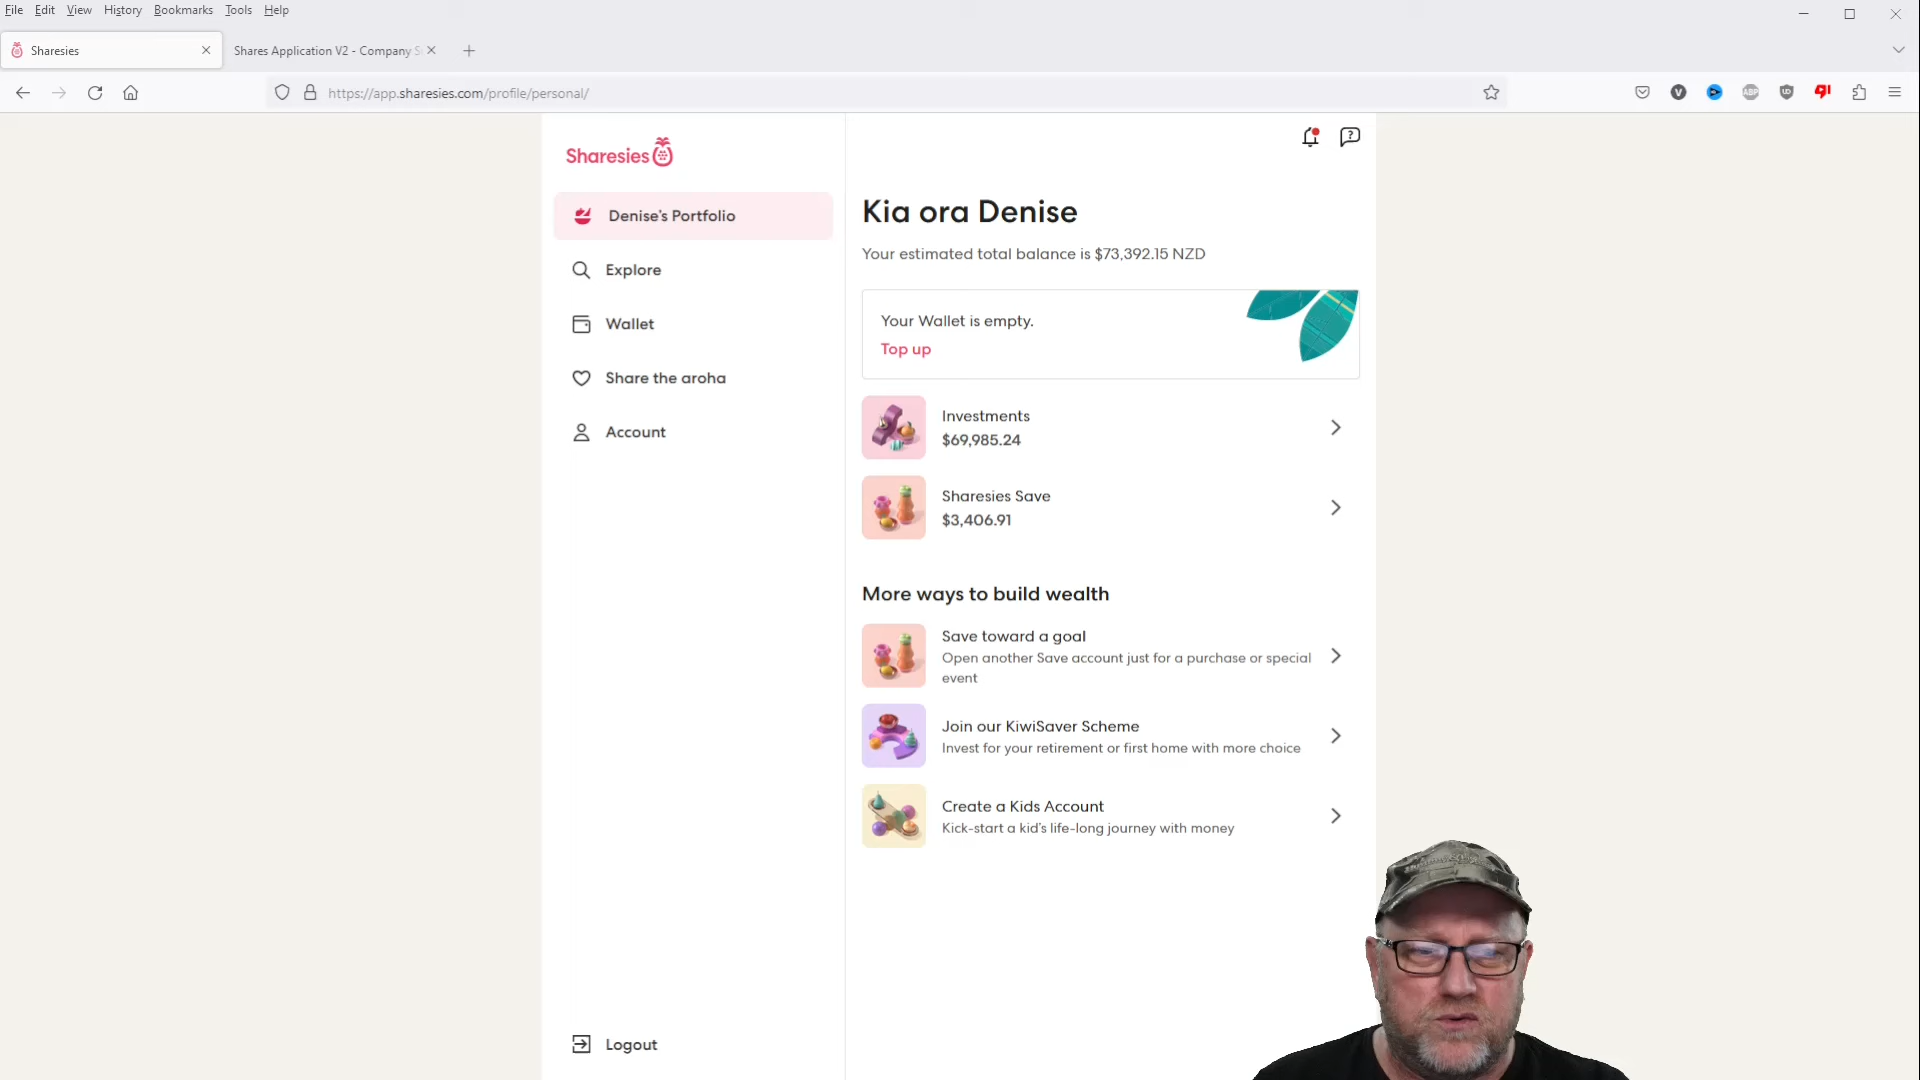 File Edit View History Bookmarks Tools Help
Sharesies
Shares Application V2 - Company S
https://app.sharesies.com/profile/personal/
Sharesies
Denise's Portfolio
Explore
Wallet
Share the aroha
Account
Logout
Kia ora Denise
Your estimated total balance is $73,392.15 NZD
Your Wallet is empty.
Top up
Investments
$69,985.24
Sharesies Save
$3,406.91
More ways to build wealth
Save toward a goal
Open another Save account just for a purchase or special
event
Join our KiwiSaver Scheme
Invest for your retirement or first home with more choice
Create a Kids Account
Kick-start a kid's life-long journey with money